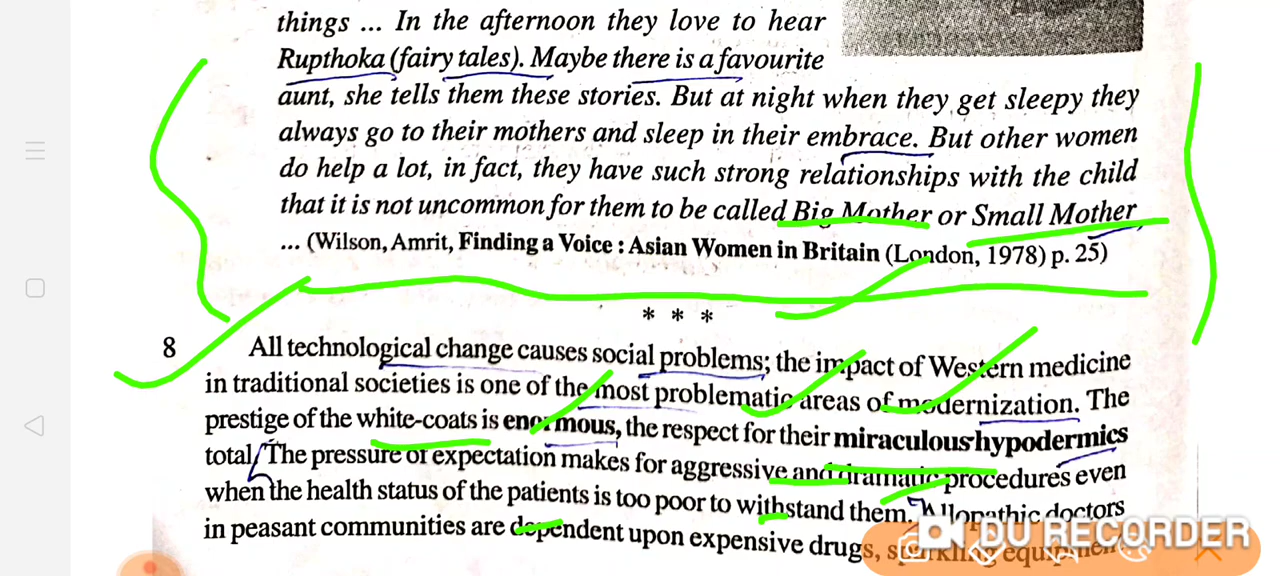 things ... In the afternoon they love to hear
Rupthoka (fairy tales). Maybe there is a favourite
aunt, she tells them these stories. But at night when they get sleepy they
always go to their mothers and sleep in their embrace. But other women
do help a lot, in fact, they have such strong relationships with the child
that it is not uncommon for them to be called Big Mother or Small Mother
... (Wilson, Amrit, Finding a Voice : Asian Women in Britain (London, 1978) p. 25)
* * *
8 All technological change causes social problems; the impact of Western medicine
in traditional societies is one of the most problematic areas of modernization. The
prestige of the white-coats is enormous, the respect for their miraculous hypodermics
total. The pressure of expectation makes for aggressive and dramatic procedures even
when the health status of the patients is too poor to withstand them. Allopathic doctors
in peasant communities are dependent upon expensive drugs, sparkling equipment
DU RECORDER